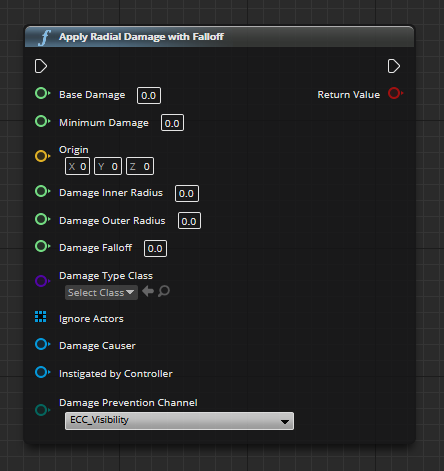 Apply Radial Damage with Falloff
Base Damage 0.0 Return Value
Minimum Damage 0.0
Origin
X 0 Y 0 Z 0
Damage Inner Radius 0.0
Damage Outer Radius 0.0
Damage Falloff 0.0
Damage Type Class
Select Class
Ignore Actors
Damage Causer
Instigated by Controller
Damage Prevention Channel
ECC_Visibility